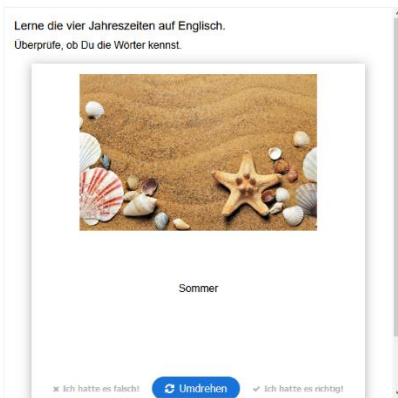 Lerne die vier Jahreszeiten auf Englisch.
Überprüfe, ob Du die Wörter kennst.
Sommer
Ich hatte es falsch! Umdrehen Ich hatte es richtig!